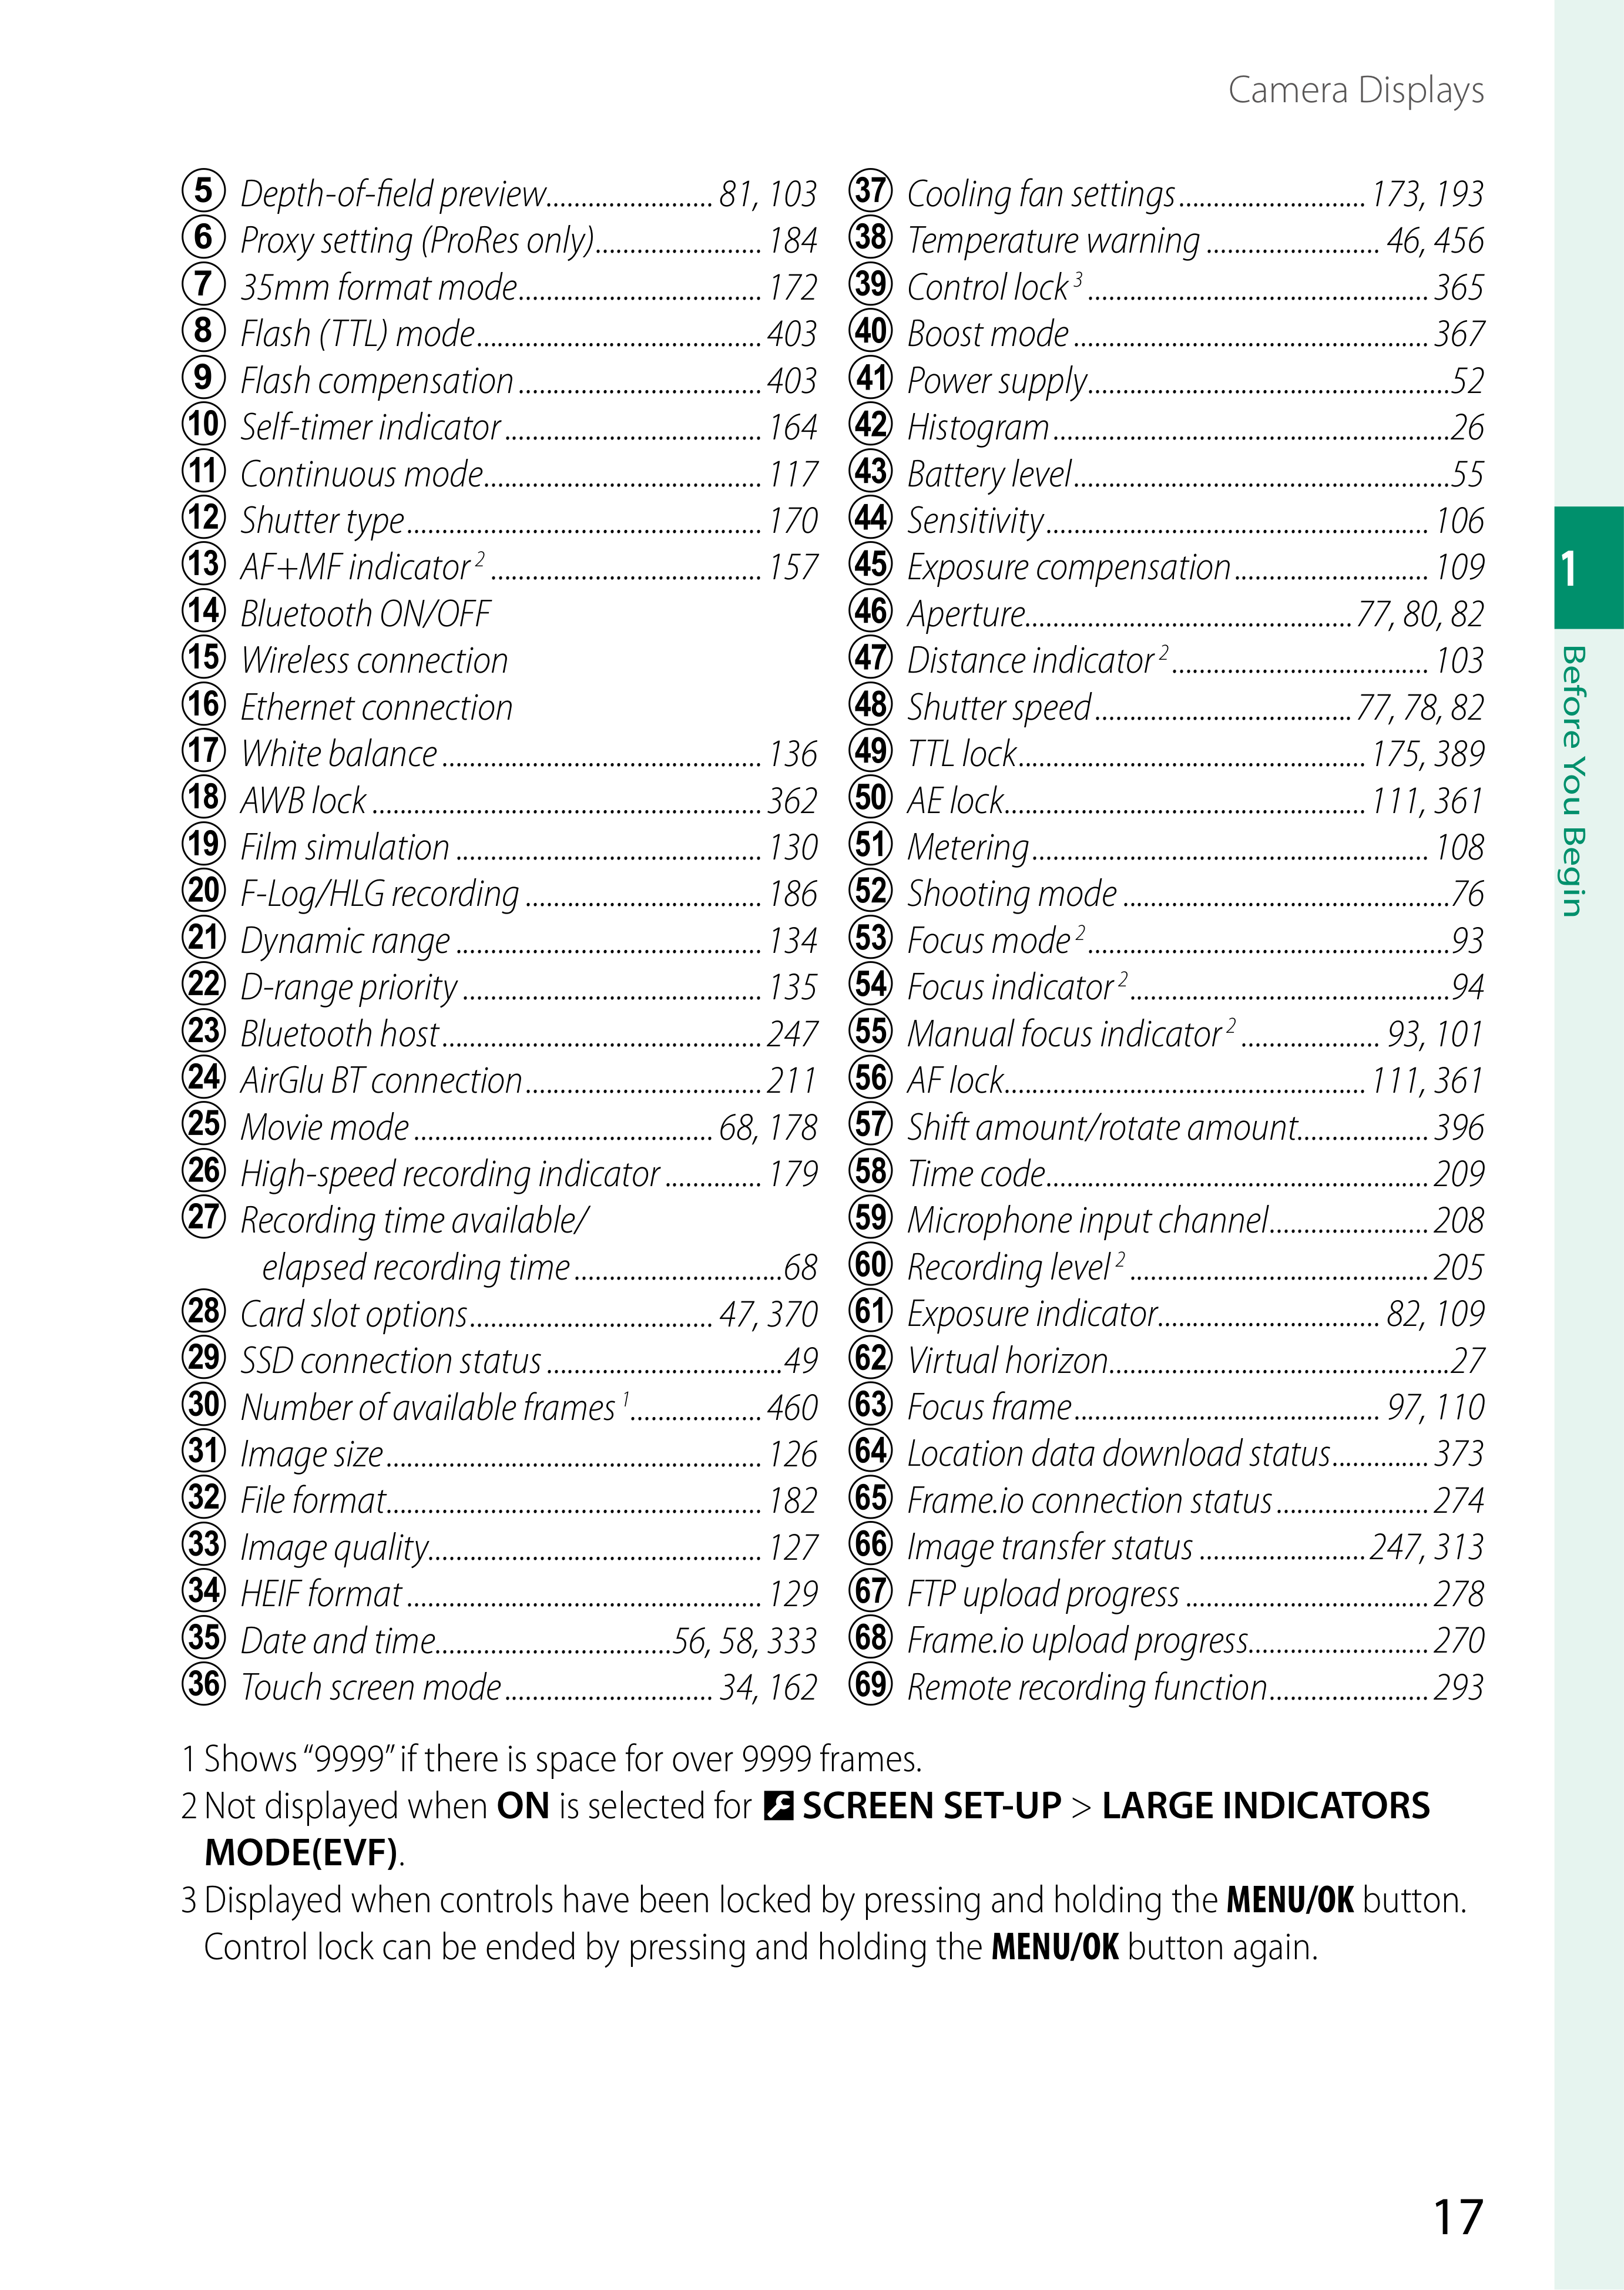 Camera Displays
⑤ Depth-of-field preview........................ 81, 103
⑥ Proxy setting (ProRes only)........................ 184
⑦ 35mm format mode................................... 172
⑧ Flash (TTL) mode......................................... 403
⑨ Flash compensation................................... 403
⑩ Self-timer indicator..................................... 164
⑪ Continuous mode........................................ 117
⑫ Shutter type................................................... 170
⑬ AF+MF indicator 2....................................... 157
⑭ Bluetooth ON/OFF
⑮ Wireless connection
⑯ Ethernet connection
⑰ White balance.............................................. 136
⑱ AWB lock........................................................ 362
⑲ Film simulation............................................ 130
⑳ F-Log/HLG recording.................................. 186
㉑ Dynamic range............................................ 134
㉒ D-range priority........................................... 135
㉓ Bluetooth host.............................................. 247
㉔ AirGlu BT connection.................................. 211
㉕ Movie mode........................................... 68, 178
㉖ High-speed recording indicator.............. 179
㉗ Recording time available/
elapsed recording time..............................68
㉘ Card slot options................................... 47, 370
㉙ SSD connection status..................................49
㉚ Number of available frames 1................... 460
㉛ Image size...................................................... 126
㉜ File format...................................................... 182
㉝ Image quality................................................ 127
㉞ HEIF format................................................... 129
㉟ Date and time..................................56, 58, 333
㊱ Touch screen mode.............................. 34, 162
㊲ Cooling fan settings........................... 173, 193
㊳ Temperature warning......................... 46, 456
㊴ Control lock 3................................................. 365
㊵ Boost mode................................................... 367
㊶ Power supply.....................................................52
㊷ Histogram..........................................................26
㊸ Battery level.......................................................55
㊹ Sensitivity....................................................... 106
㊺ Exposure compensation............................ 109
㊻ Aperture............................................... 77, 80, 82
㊼ Distance indicator 2..................................... 103
㊽ Shutter speed..................................... 77, 78, 82
㊾ TTL lock.................................................. 175, 389
㊿ AE lock.................................................... 111, 361
51 Metering......................................................... 108
52 Shooting mode................................................76
53 Focus mode 2.....................................................93
54 Focus indicator 2...............................................94
55 Manual focus indicator 2.................... 93, 101
56 AF lock.................................................... 111, 361
57 Shift amount/rotate amount................... 396
58 Time code....................................................... 209
59 Microphone input channel....................... 208
60 Recording level 2........................................... 205
61 Exposure indicator................................ 82, 109
62 Virtual horizon.................................................27
63 Focus frame............................................ 97, 110
64 Location data download status.............. 373
65 Frame.io connection status...................... 274
66 Image transfer status........................ 247, 313
67 FTP upload progress................................... 278
68 Frame.io upload progress.......................... 270
69 Remote recording function....................... 293
1 Shows “9999” if there is space for over 9999 frames.
2 Not displayed when ON is selected for SCREEN SET-UP > LARGE INDICATORS
MODE(EVF).
3 Displayed when controls have been locked by pressing and holding the MENU/OK button.
Control lock can be ended by pressing and holding the MENU/OK button again.
1
Before You Begin
17